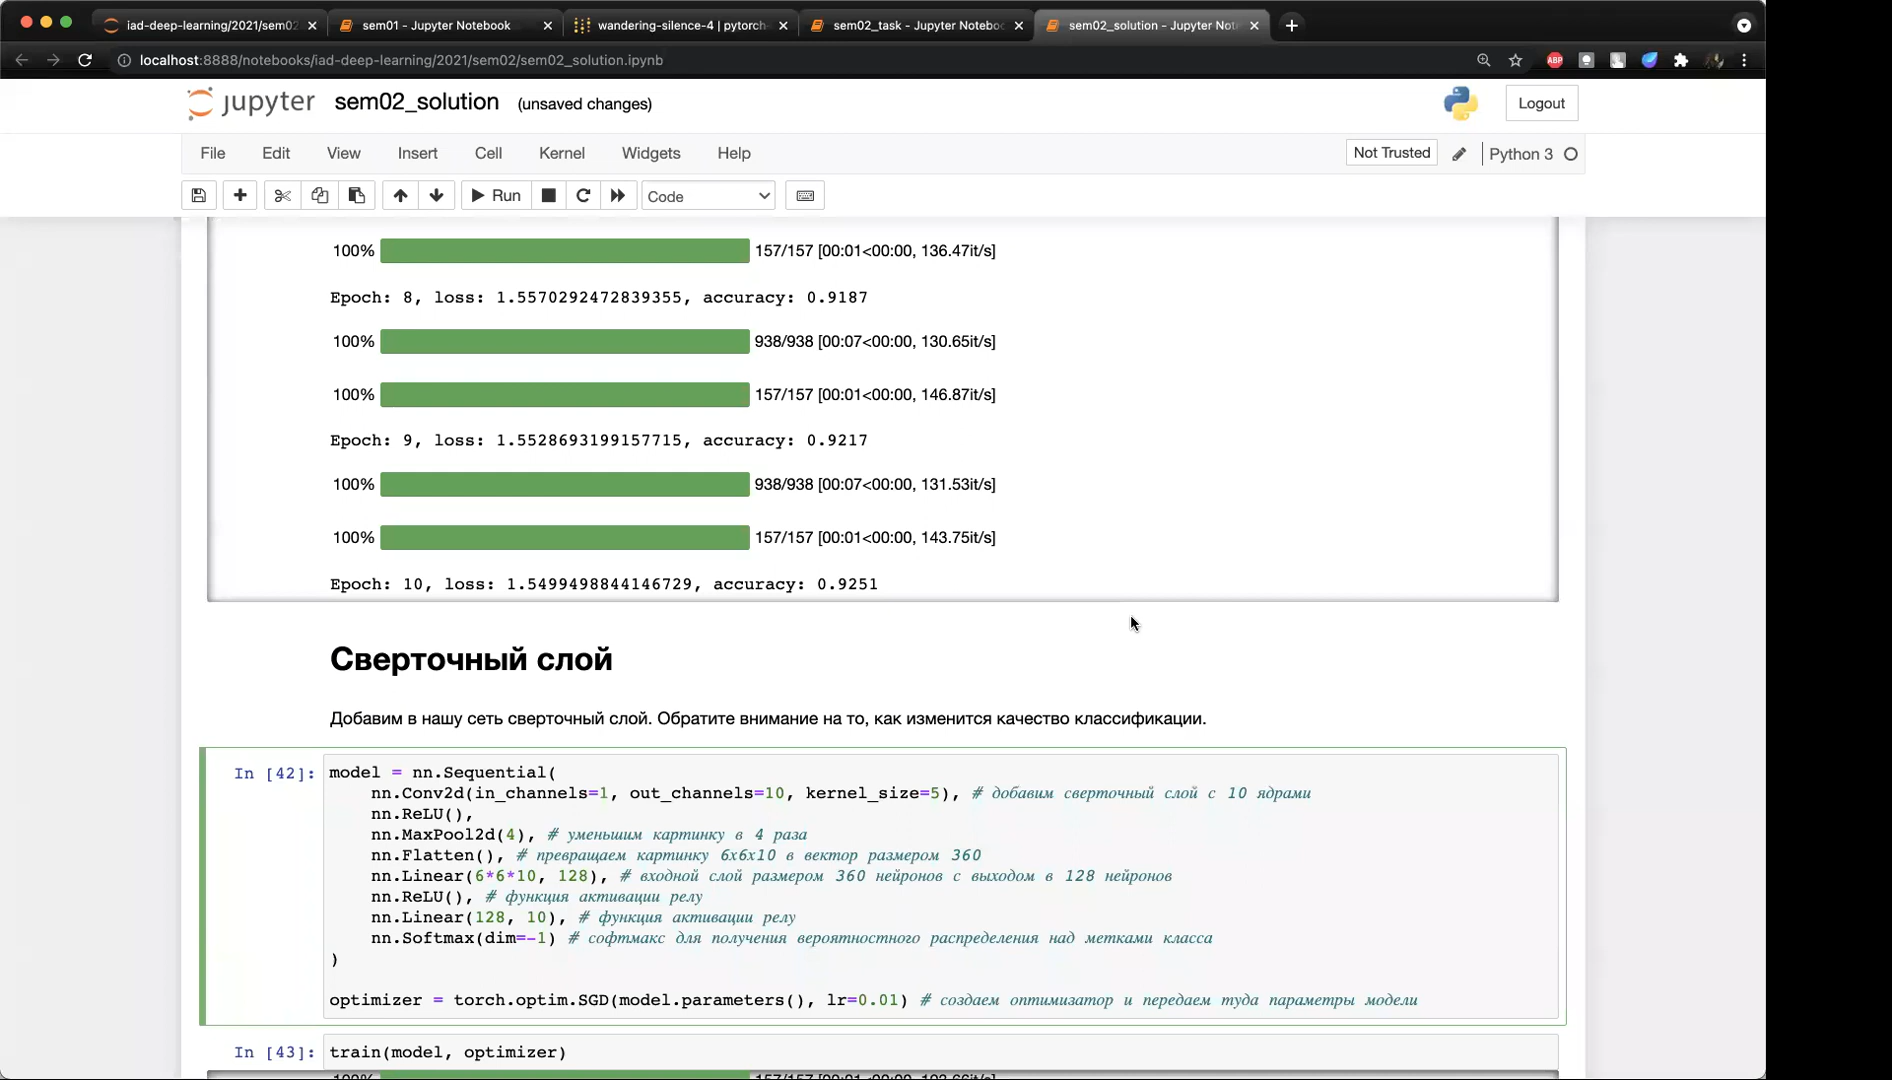 iad-deep-learning/2021/sem02
sem01 - Jupyter Notebook
wandering-silence-4 | pytorch-
sem02_task - Jupyter Noteboo
sem02_solution - Jupyter Not
localhost:8888/notebooks/iad-deep-learning/2021/sem02/sem02_solution.ipynb
ABP
jupyter sem02_solution (unsaved changes)
Logout
File Edit View Insert Cell Kernel Widgets Help
Not Trusted
Python 3
Run
Code
100% 157/157 [00:01<00:00, 136.47it/s]
Epoch: 8, loss: 1.5570292472839355, accuracy: 0.9187
100% 938/938 [00:07<00:00, 130.65it/s]
100% 157/157 [00:01<00:00, 146.87it/s]
Epoch: 9, loss: 1.5528693199157715, accuracy: 0.9217
100% 938/938 [00:07<00:00, 131.53it/s]
100% 157/157 [00:01<00:00, 143.75it/s]
Epoch: 10, loss: 1.5499498844146729, accuracy: 0.9251
Сверточный слой
Добавим в нашу сеть сверточный слой. Обратите внимание на то, как изменится качество классификации.
In [42]: model = nn.Sequential(
nn.Conv2d(in_channels=1, out_channels=10, kernel_size=5), # добавим сверточный слой с 10 ядрами
nn.ReLU(),
nn.MaxPool2d(4), # уменьшим картинку в 4 раза
nn.Flatten(), # превращаем картинку 6х6х10 в вектор размером 360
nn.Linear(6*6*10, 128), # входной слой размером 360 нейронов с выходом в 128 нейронов
nn.ReLU(), # функция активации релу
nn.Linear(128, 10), # функция активации релу
nn.Softmax(dim=-1) # софтмакс для получения вероятностного распределения над метками класса
)
optimizer = torch.optim.SGD(model.parameters(), lr=0.01) # создаем оптимизатор и передаем туда параметры модели
In [43]: train(model, optimizer)